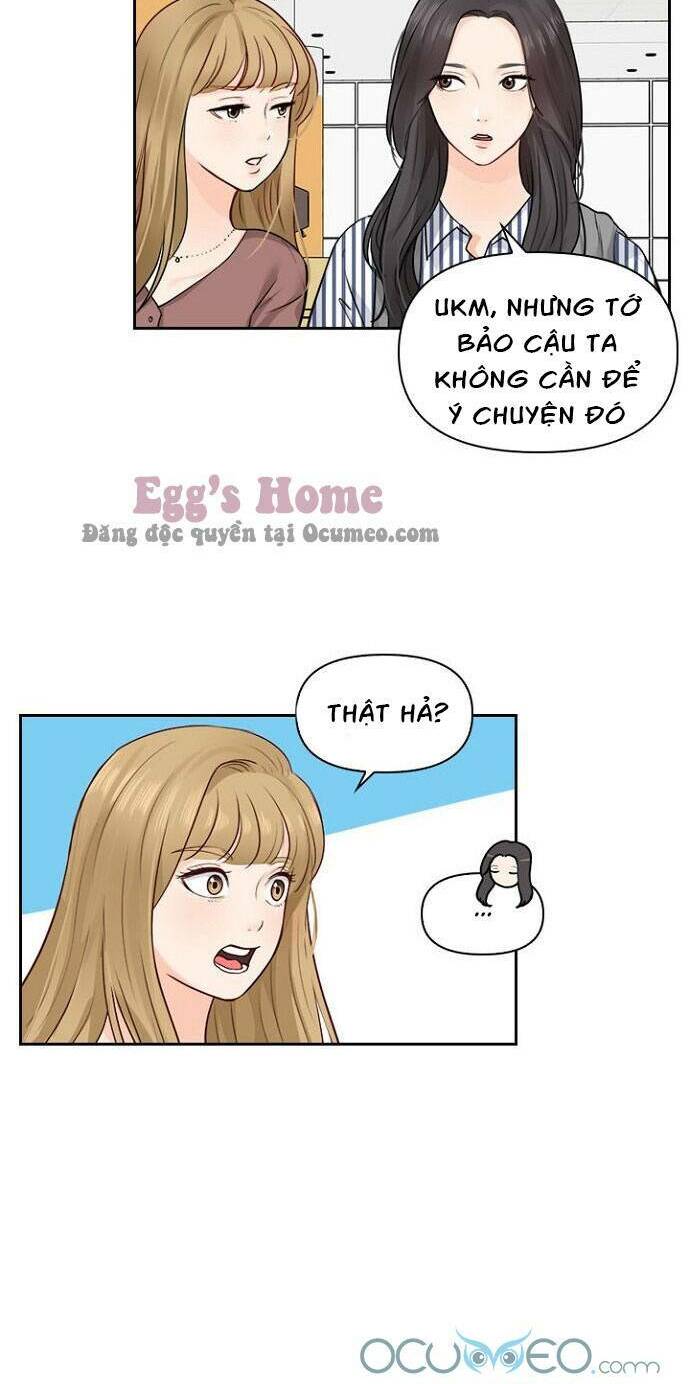 UKM, NHƯNG TỚ
BẢO CẬU TA
KHÔNG CẦN ĐỂ
Ý CHUYỆN ĐÓ
Egg's Home
Đăng độc quyền tại Ocumeo.com
THẬT HẢ?
...
OCUMEO.comm